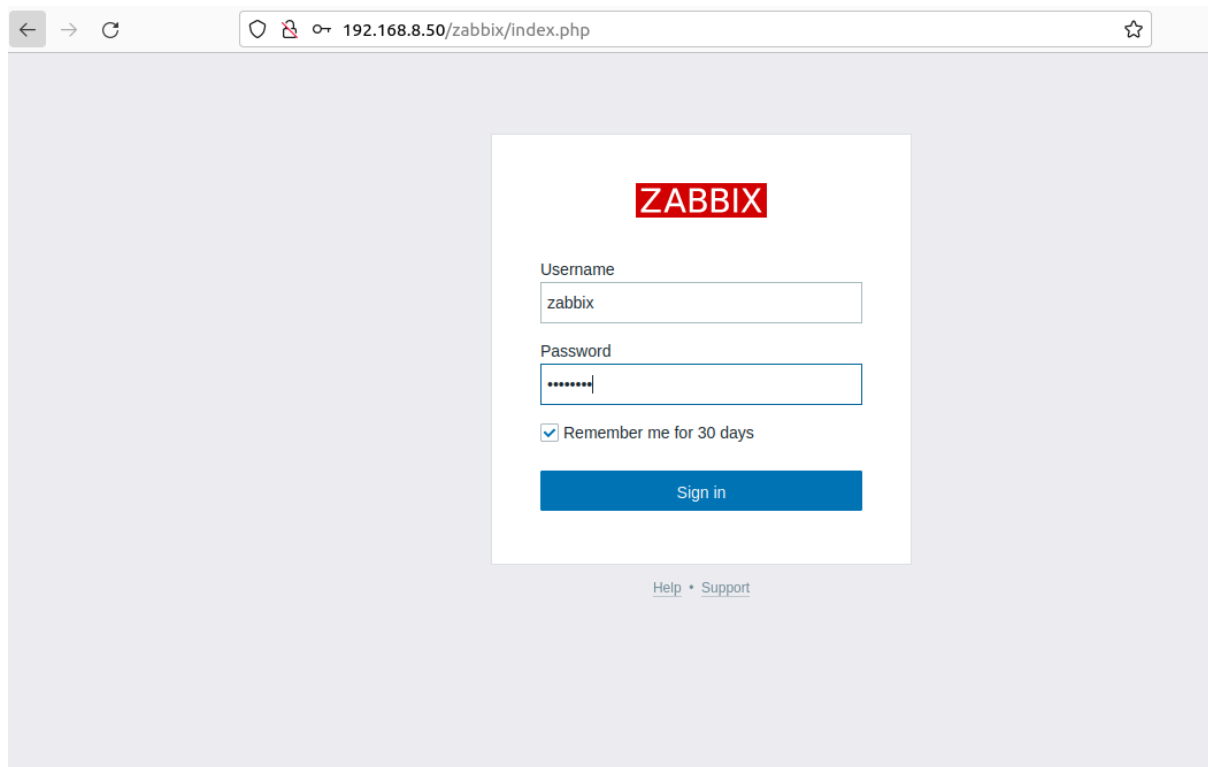 192.168.8.50/zabbix/index.php
ZABBIX
Username
zabbix
Password
••••••••
Remember me for 30 days
Sign in
Help • Support